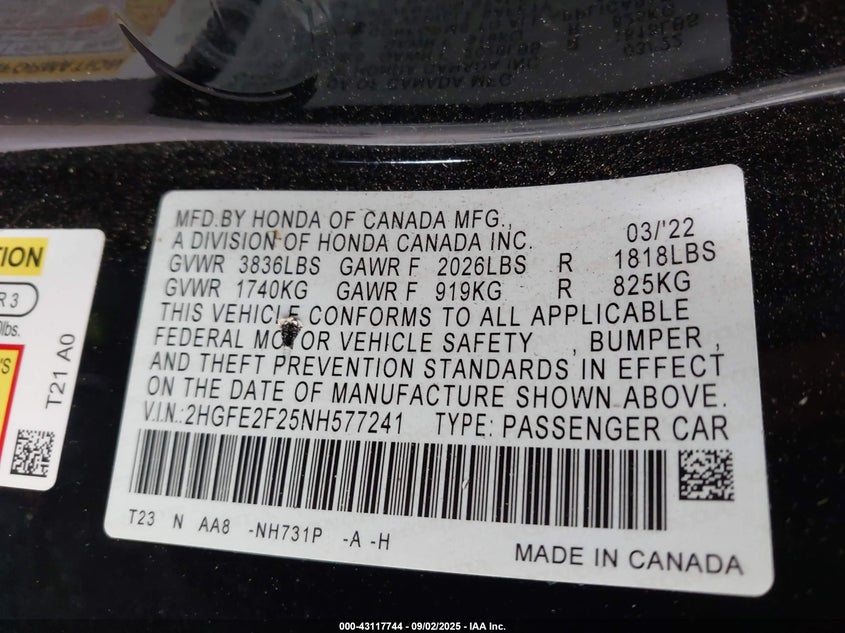 MFD.BY HONDA OF CANADA MFG.,
A DIVISION OF HONDA CANADA INC. 03/'22
GVWR 3836LBS GAWR F 2026LBS R 1818LBS
GVWR 1740KG GAWR F 919KG R 825KG
THIS VEHICLE CONFORMS TO ALL APPLICABLE
FEDERAL MOTOR VEHICLE SAFETY , BUMPER ,
AND THEFT PREVENTION STANDARDS IN EFFECT
ON THE DATE OF MANUFACTURE SHOWN ABOVE.
V.I.N.:2HGFE2F25NH577241 TYPE: PASSENGER CAR
T23 N AA8 -NH731P -A -H
MADE IN CANADA
R 3
lbs.
T21 A0
000-43117744 - 09/02/2025 - IAA Inc.